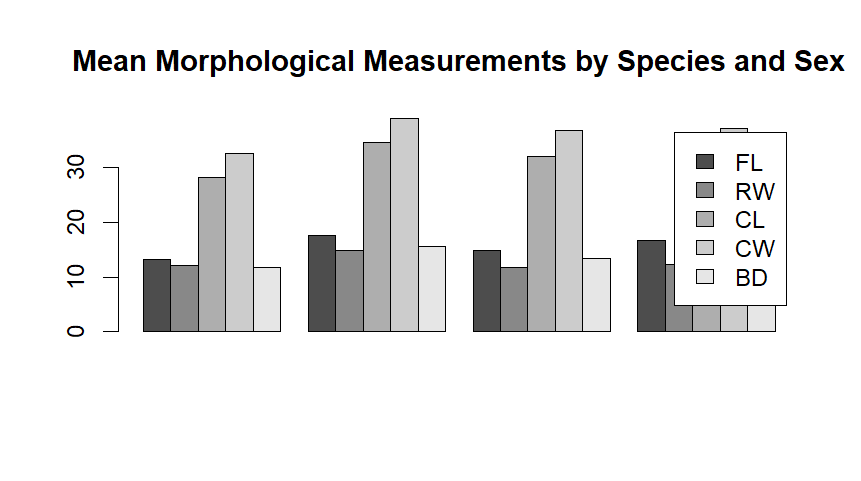 Mean Morphological Measurements by Species and Sex
30
20
10
0
FL
RW
CL
CW
BD